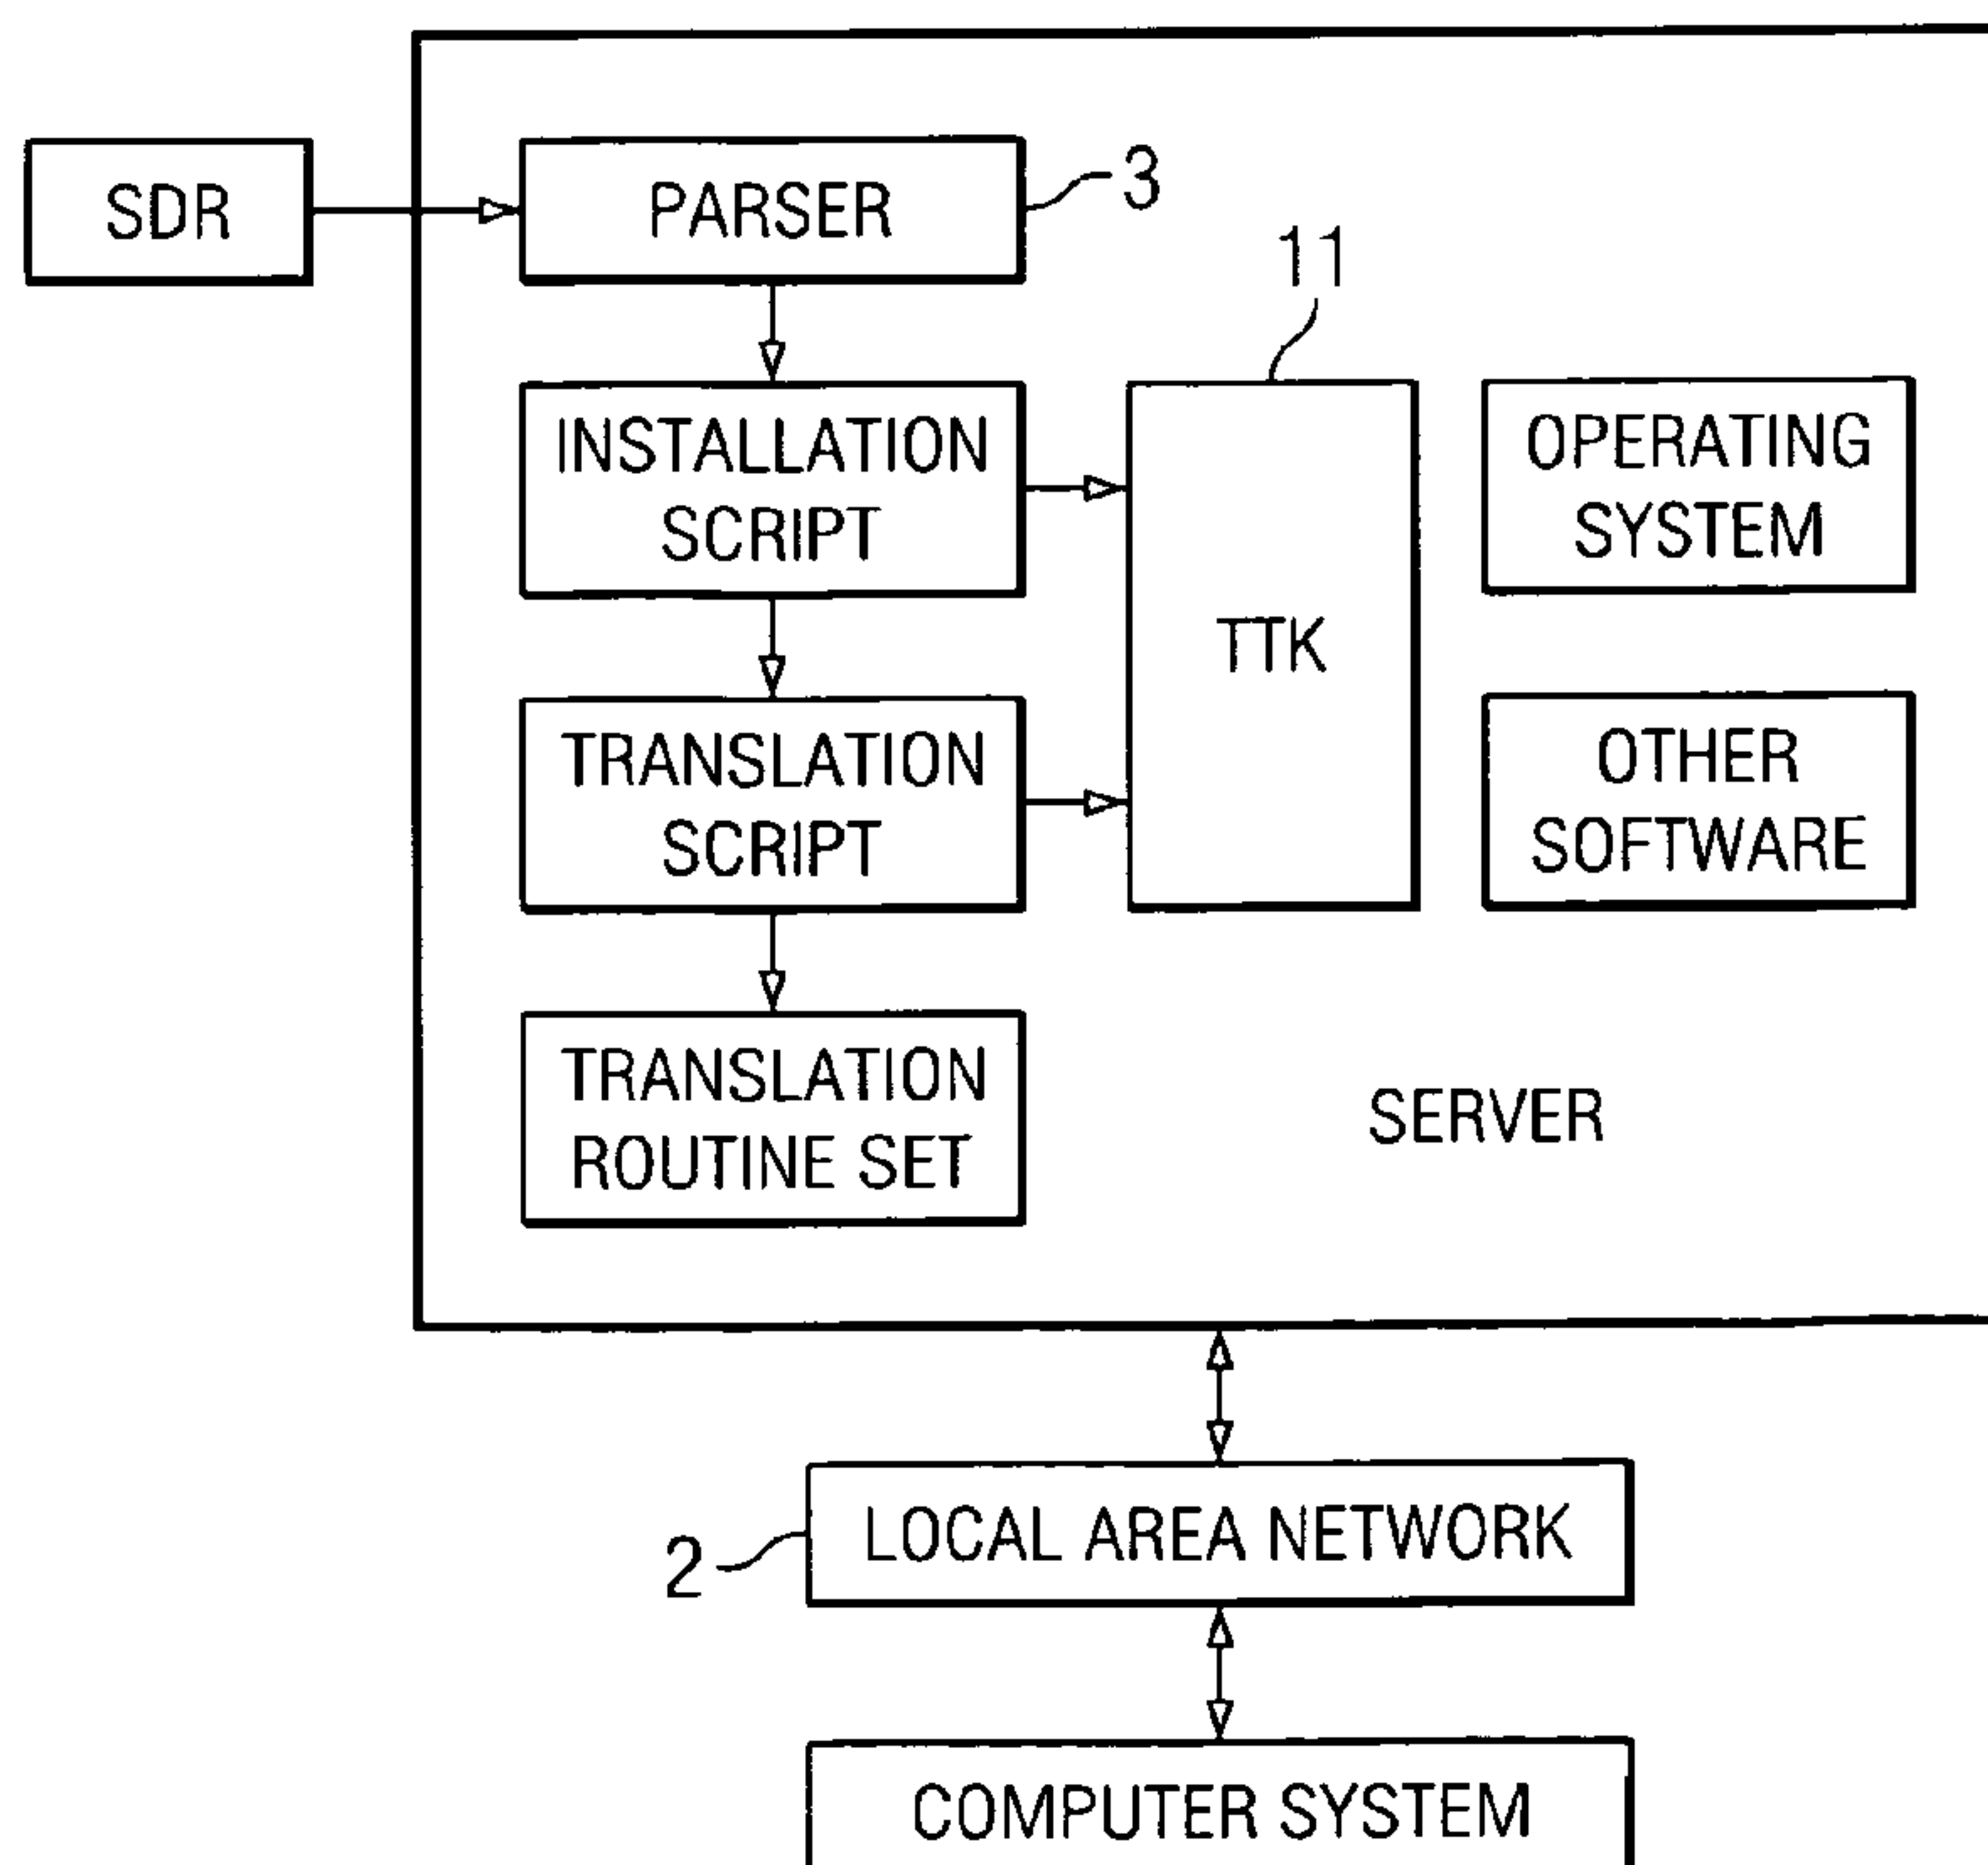 SDR
PARSER
3
11
INSTALLATION
SCRIPT
TTK
OPERATING
SYSTEM
TRANSLATION
SCRIPT
OTHER
SOFTWARE
TRANSLATION
ROUTINE SET
SERVER
2
LOCAL AREA NETWORK
COMPUTER SYSTEM